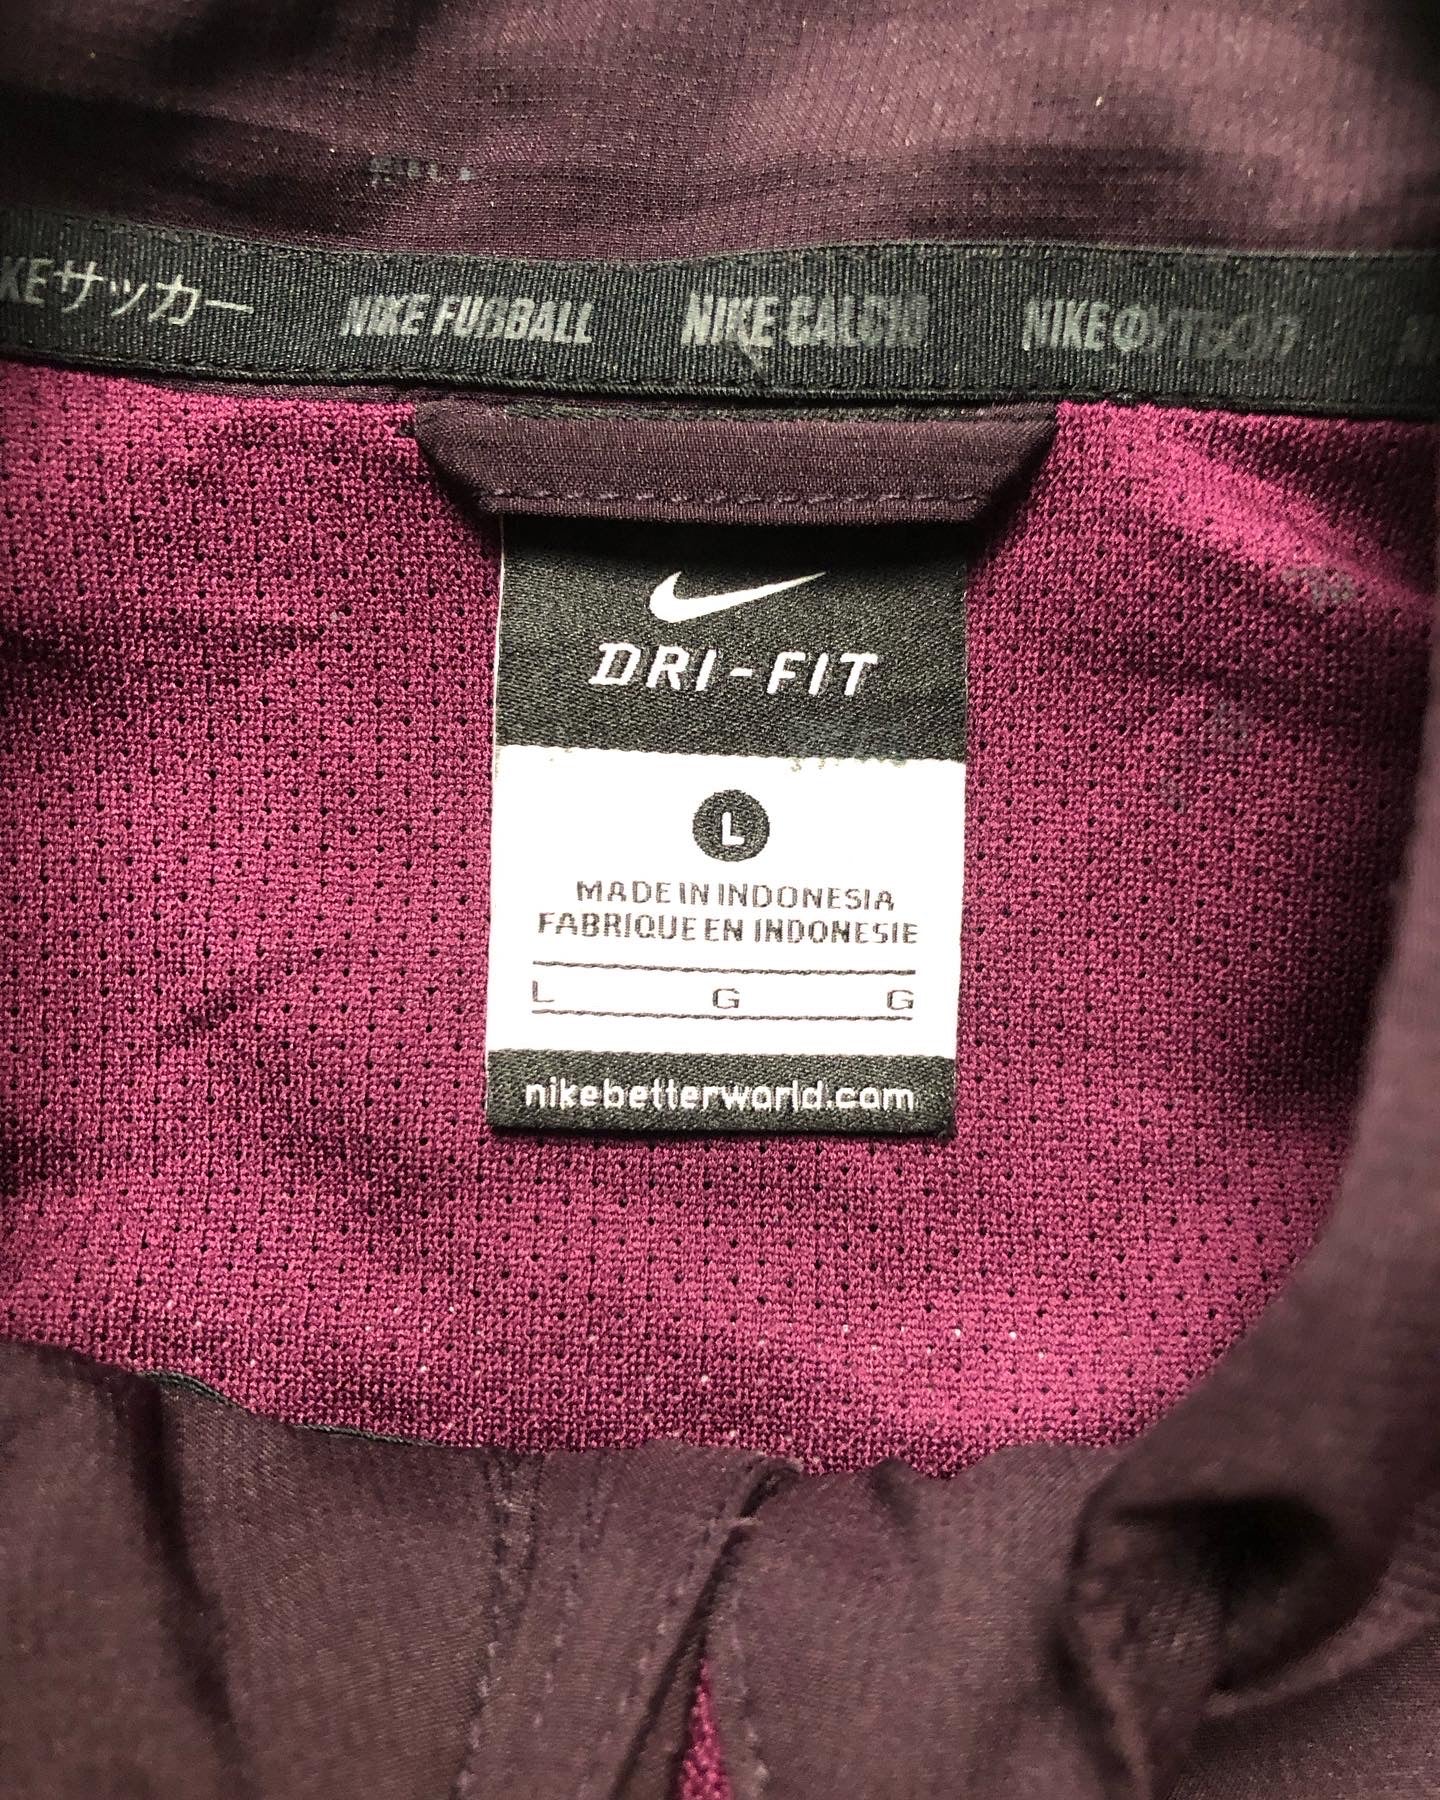 KEサッカー NIKE FUßBALL NIKE CALCIO NIKE ФУТБОЛ
DRI-FIT
L
MADE IN INDONESIA
FABRIQUE EN INDONESIE
L G G
nikebetterworld.com